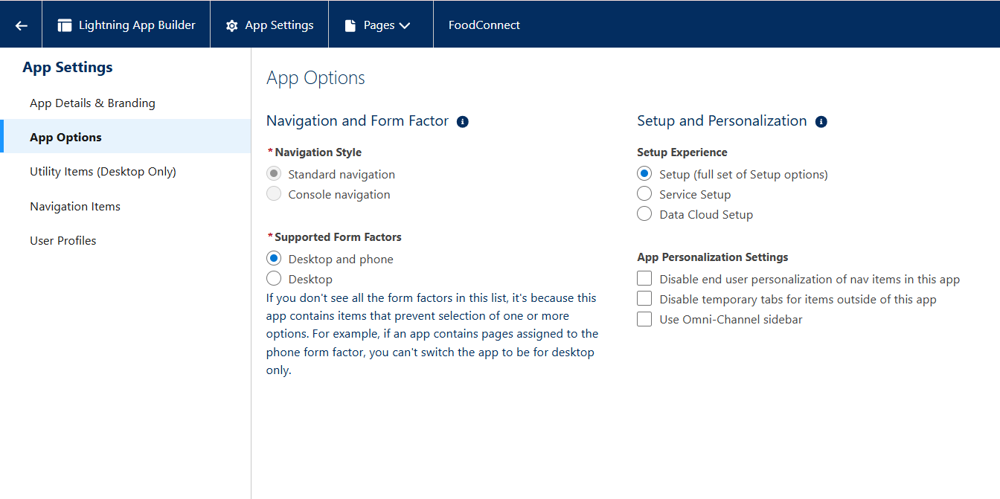 Lightning App Builder
App Settings
Pages
FoodConnect
App Settings
App Details & Branding
App Options
Utility Items (Desktop Only)
Navigation Items
User Profiles
App Options
Navigation and Form Factor
*Navigation Style
Standard navigation
Console navigation
*Supported Form Factors
Desktop and phone
Desktop
If you don't see all the form factors in this list, it's because this
app contains items that prevent selection of one or more
options. For example, if an app contains pages assigned to the
phone form factor, you can't switch the app to be for desktop
only.
Setup and Personalization
Setup Experience
Setup (full set of Setup options)
Service Setup
Data Cloud Setup
App Personalization Settings
Disable end user personalization of nav items in this app
Disable temporary tabs for items outside of this app
Use Omni-Channel sidebar